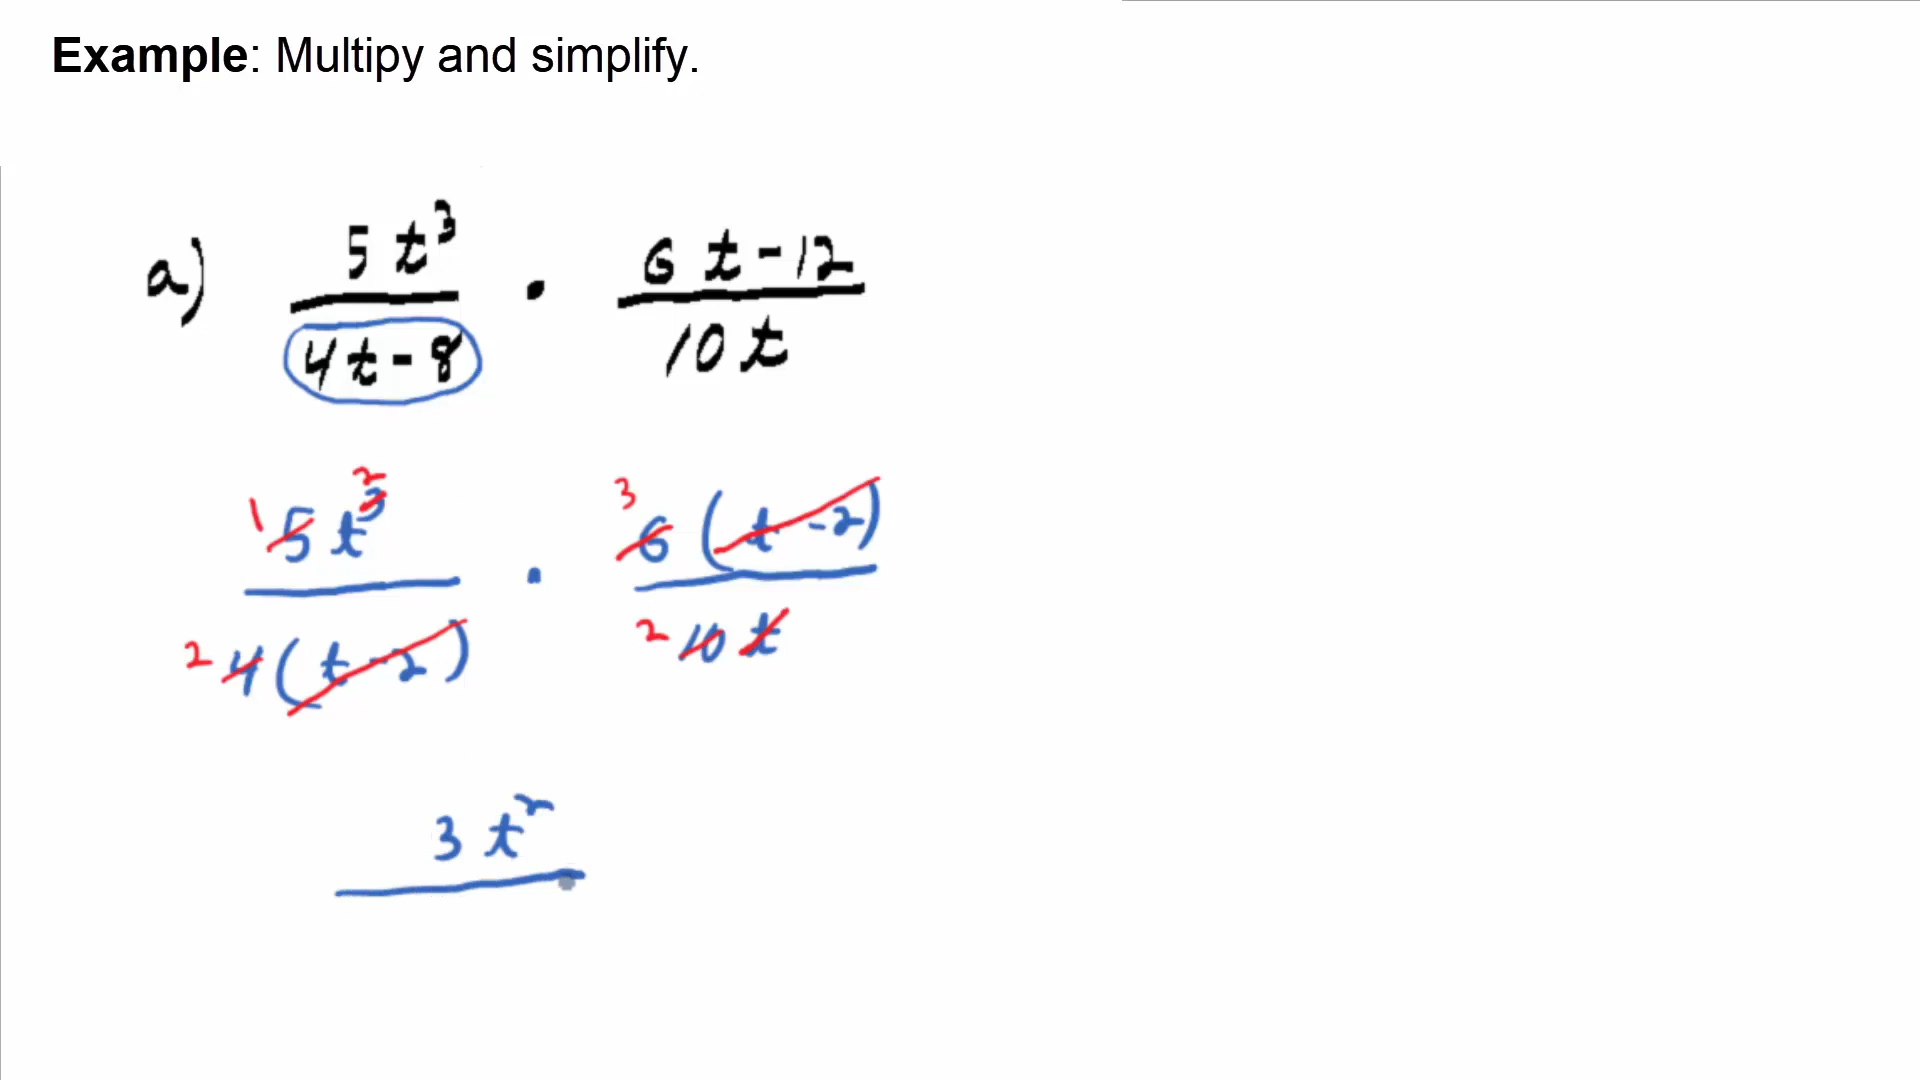 Example: Multipy and simplify.
a) 5t³/(4t-8) · (6t-12)/(10t)
1 5t³ 2 / 2 4(t-2) · 3 6(t-2) / 2 10t
3t²